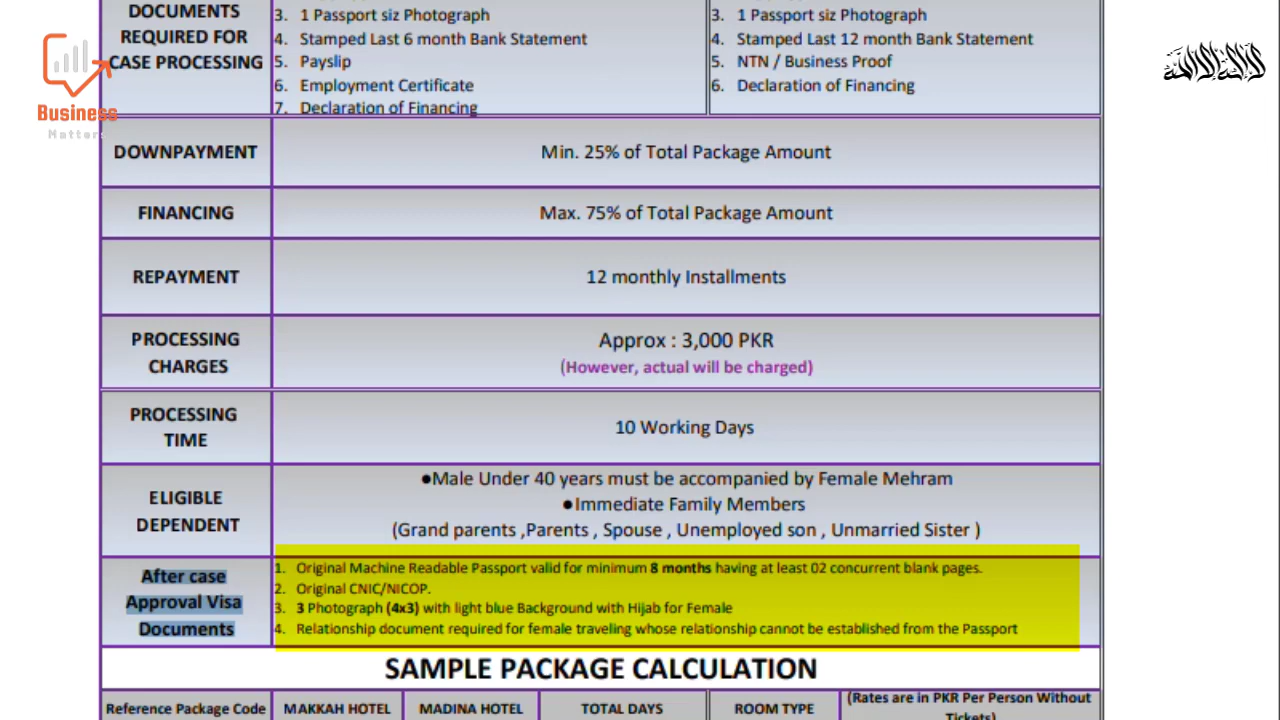 DOCUMENTS
REQUIRED FOR
CASE PROCESSING
3. 1 Passport siz Photograph
4. Stamped Last 6 month Bank Statement
5. Payslip
6. Employment Certificate
7. Declaration of Financing
3. 1 Passport siz Photograph
4. Stamped Last 12 month Bank Statement
5. NTN / Business Proof
6. Declaration of Financing
Business
Matters
لا إله إلا الله
DOWNPAYMENT
Min. 25% of Total Package Amount
FINANCING
Max. 75% of Total Package Amount
REPAYMENT
12 monthly Installments
PROCESSING
CHARGES
Approx : 3,000 PKR
(However, actual will be charged)
PROCESSING
TIME
10 Working Days
ELIGIBLE
DEPENDENT
●Male Under 40 years must be accompanied by Female Mehram
●Immediate Family Members
(Grand parents ,Parents , Spouse , Unemployed son , Unmarried Sister )
After case
Approval Visa
Documents
1. Original Machine Readable Passport valid for minimum 8 months having at least 02 concurrent blank pages.
2. Original CNIC/NICOP.
3. 3 Photograph (4x3) with light blue Background with Hijab for Female
4. Relationship document required for female traveling whose relationship cannot be established from the Passport
SAMPLE PACKAGE CALCULATION
Reference Package Code
MAKKAH HOTEL
MADINA HOTEL
TOTAL DAYS
ROOM TYPE
(Rates are in PKR Per Person Without
Tickets)